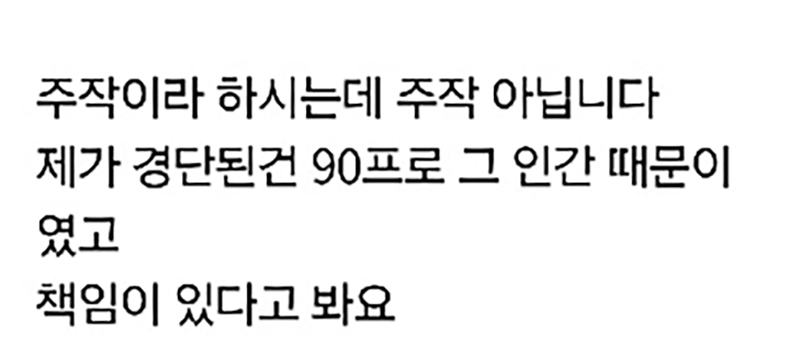 주작이라 하시는데 주작 아닙니다
제가 경단된건 90프로 그 인간 때문이
였고
책임이 있다고 봐요